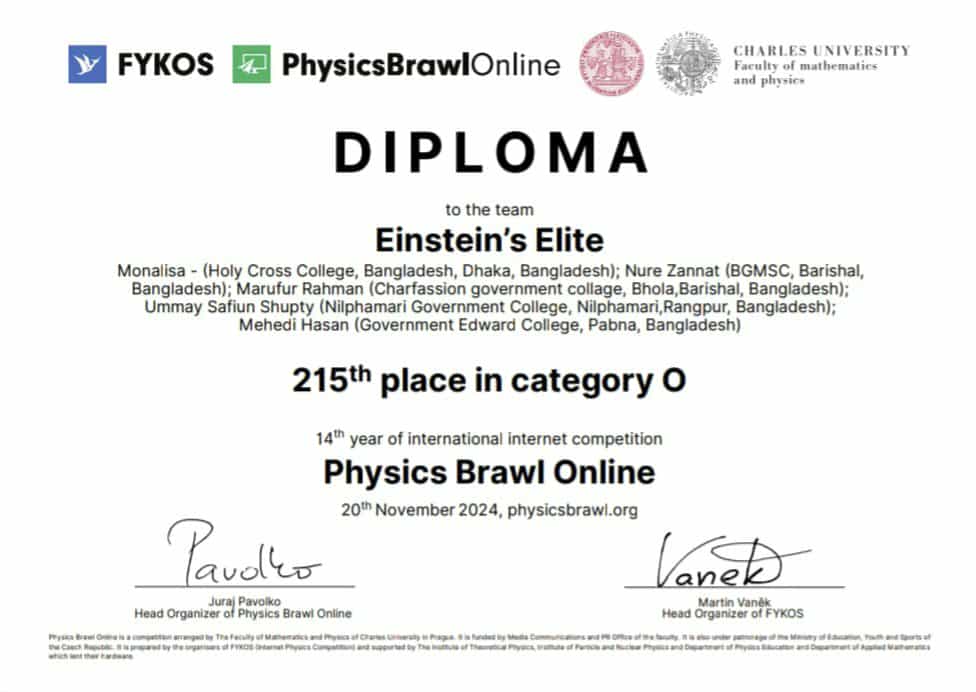 FYKOS PhysicsBrawlOnline CHARLES UNIVERSITY
Faculty of mathematics
and physics
DIPLOMA
to the team
Einstein's Elite
Monalisa - (Holy Cross College, Bangladesh, Dhaka, Bangladesh); Nure Zannat (BGMSC, Barishal,
Bangladesh); Marufur Rahman (Charfassion government collage, Bhola,Barishal, Bangladesh);
Ummay Safiun Shupty (Nilphamari Government College, Nilphamari,Rangpur, Bangladesh);
Mehedi Hasan (Government Edward College, Pabna, Bangladesh)
215th place in category O
14th year of international internet competition
Physics Brawl Online
20th November 2024, physicsbrawl.org
Pavolko Vaněk
Juraj Pavolko Martin Vaněk
Head Organizer of Physics Brawl Online Head Organizer of FYKOS
Physics Brawl Online is a competition arranged by The Faculty of Mathematics and Physics of Charles University in Prague. It is funded by Media Communications and PR Office of the faculty. It is also under patronage of the Ministry of Education, Youth and Sports of
the Czech Republic. It is prepared by the organisers of FYKOS (Internet Physics Competition) and supported by The Institute of Theoretical Physics, Institute of Particle and Nuclear Physics and Department of Physics Education and Department of Applied Mathematics
which lent their hardware.